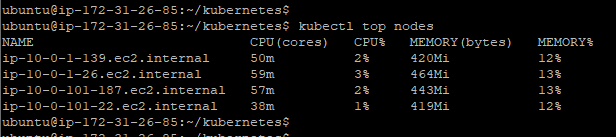 ubuntu@ip-172-31-26-85:~/kubernetes$
ubuntu@ip-172-31-26-85:~/kubernetes$ kubectl top nodes
NAME CPU(cores) CPU% MEMORY(bytes) MEMORY%
ip-10-0-1-139.ec2.internal 50m 2% 420Mi 12%
ip-10-0-1-26.ec2.internal 59m 3% 464Mi 13%
ip-10-0-101-187.ec2.internal 57m 2% 443Mi 13%
ip-10-0-101-22.ec2.internal 38m 1% 419Mi 12%
ubuntu@ip-172-31-26-85:~/kubernetes$
ubuntu@ip-172-31-26-85:~/kubernetes$